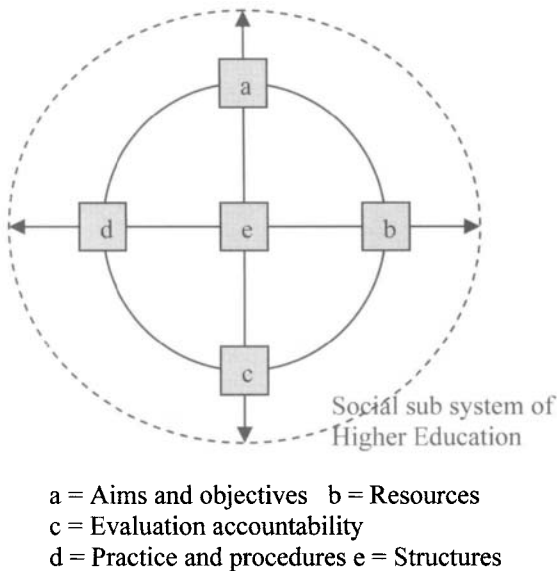 a
d e b
c
Social sub system of
Higher Education
a = Aims and objectives b = Resources
c = Evaluation accountability
d = Practice and procedures e = Structures